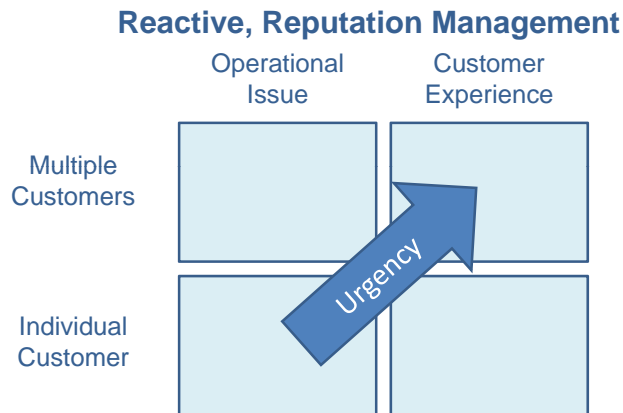 Reactive, Reputation Management
Operational
Issue
Customer
Experience
Multiple
Customers
Urgency
Individual
Customer